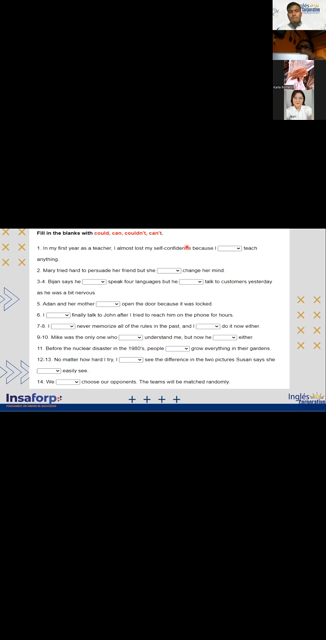 Inglés
Corporation
Fill in the blanks with could, can, couldn't, can't.
1. In my first year as a teacher, I almost lost my self-confidence because I teach
anything.
2. Mary tried hard to persuade her friend but she change her mind.
3-4. Bijan says he speak four languages but he talk to customers yesterday
as he was a bit nervous.
5. Adan and her mother open the door because it was locked.
6. I finally talk to John after I tried to reach him on the phone for hours.
7-8. I never memorize all of the rules in the past, and I do it now either.
9-10. Mike was the only one who understand me, but now he either.
11. Before the nuclear disaster in the 1980's, people grow everything in their gardens.
12-13. No matter how hard I try, I see the difference in the two pictures Susan says she
easily see.
14. We choose our opponents. The teams will be matched randomly.
Insaforp
Inglés
Corporation